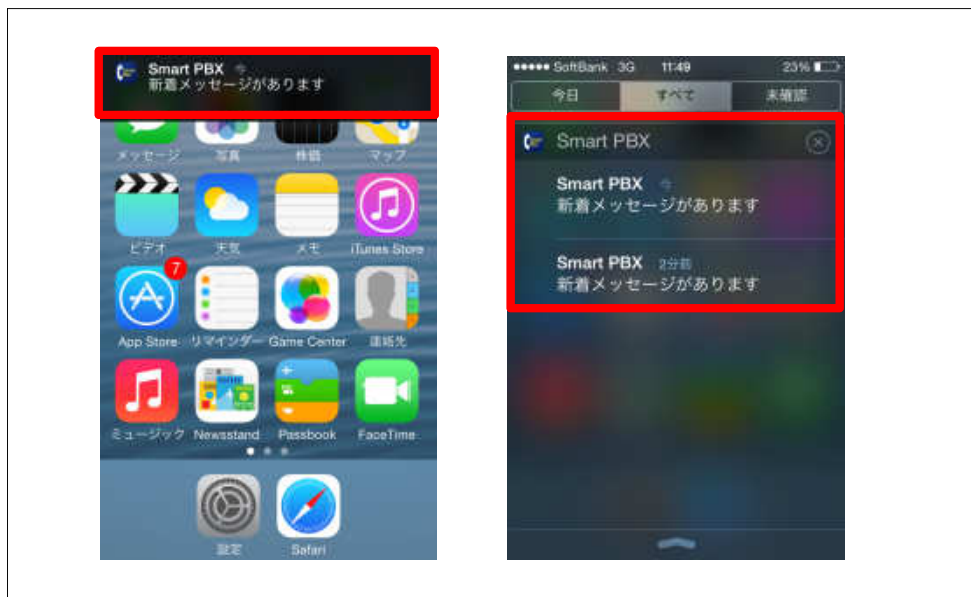 Smart PBX 今
新着メッセージがあります
メッセージ 写真 株価 マップ
ビデオ 天気 メモ iTunes Store
7
App Store リマインダー Game Center 連絡先
ミュージック Newsstand Passbook FaceTime
設定 Safari
SoftBank 3G 11:49 23%
今日 すべて 未確認
Smart PBX
Smart PBX 今
新着メッセージがあります
Smart PBX 2分前
新着メッセージがあります